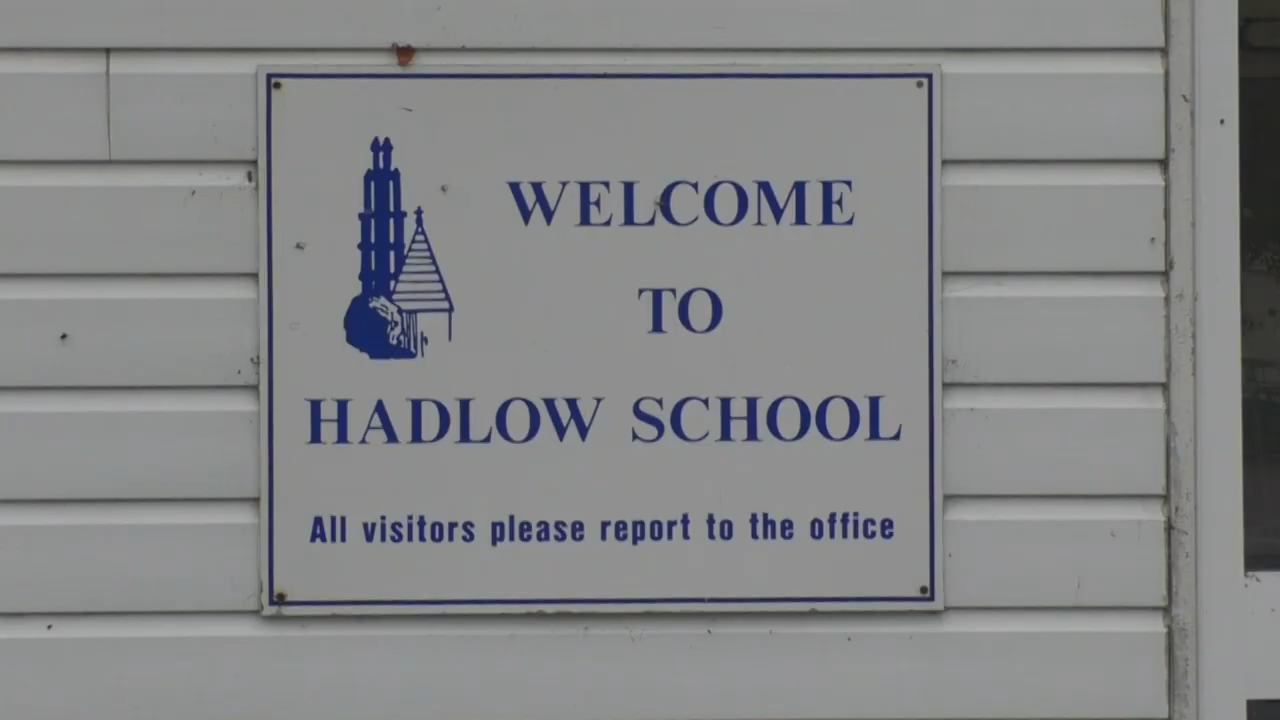 WELCOME
TO
HADLOW SCHOOL
All visitors please report to the office